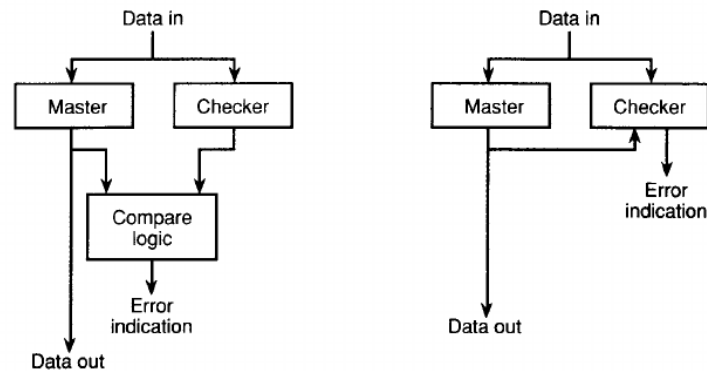 Data in
Master
Checker
Compare
logic
Error
indication
Data out
Data in
Master
Checker
Error
indication
Data out